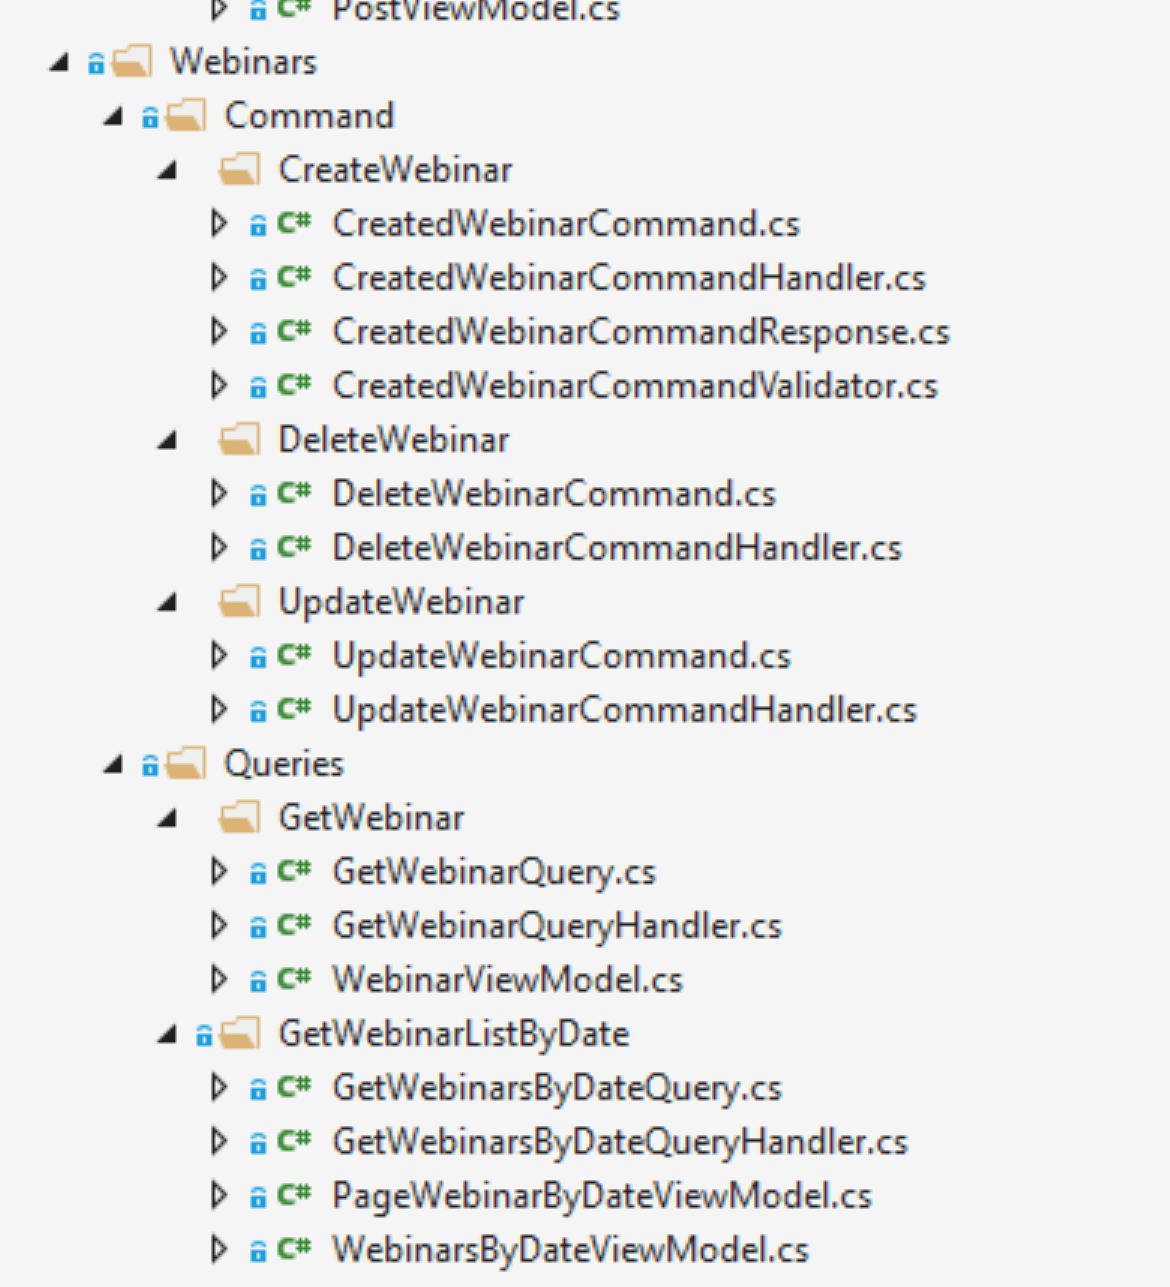 C# PostViewModel.cs
Webinars
Command
CreateWebinar
C# CreatedWebinarCommand.cs
C# CreatedWebinarCommandHandler.cs
C# CreatedWebinarCommandResponse.cs
C# CreatedWebinarCommandValidator.cs
DeleteWebinar
C# DeleteWebinarCommand.cs
C# DeleteWebinarCommandHandler.cs
UpdateWebinar
C# UpdateWebinarCommand.cs
C# UpdateWebinarCommandHandler.cs
Queries
GetWebinar
C# GetWebinarQuery.cs
C# GetWebinarQueryHandler.cs
C# WebinarViewModel.cs
GetWebinarListByDate
C# GetWebinarsByDateQuery.cs
C# GetWebinarsByDateQueryHandler.cs
C# PageWebinarByDateViewModel.cs
C# WebinarsByDateViewModel.cs